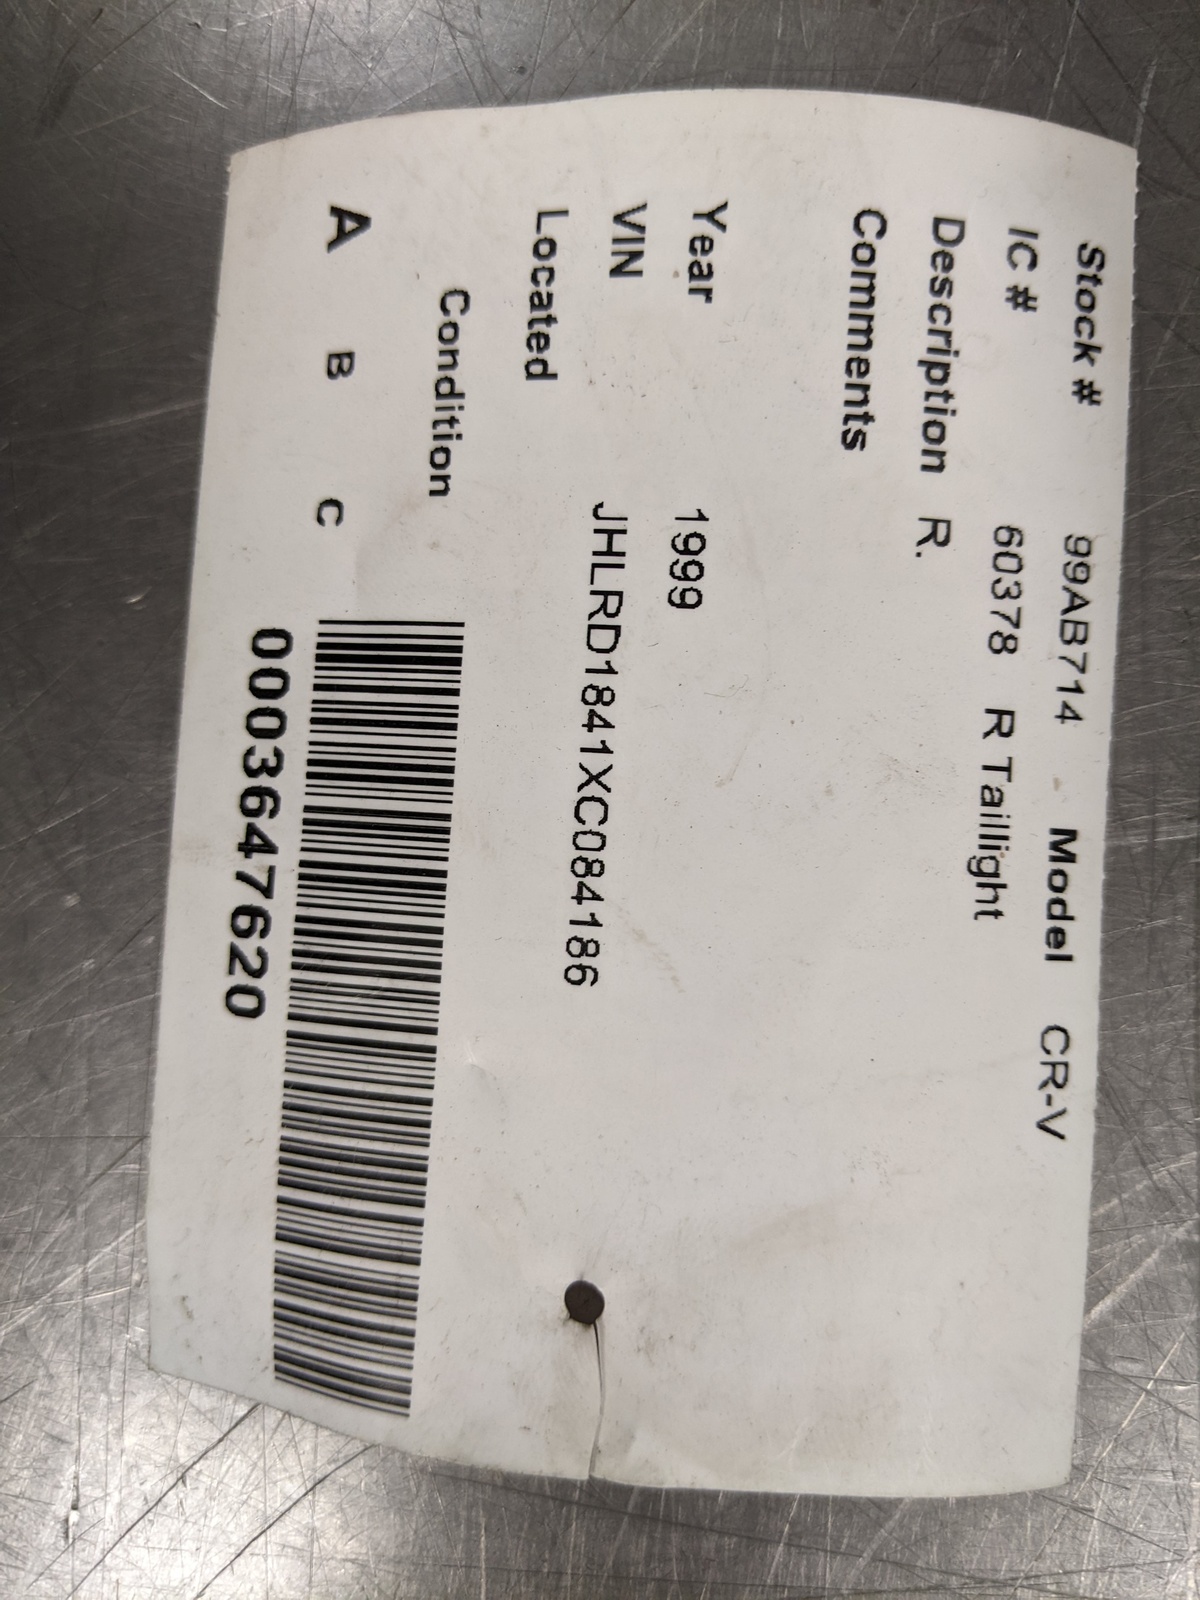 Stock # 99AB714 Model CR-V
IC # 60378 R Taillight
Description R.
Comments
Year 1999
VIN JHLRD1841XC084186
Located
Condition
A B C
0003647620